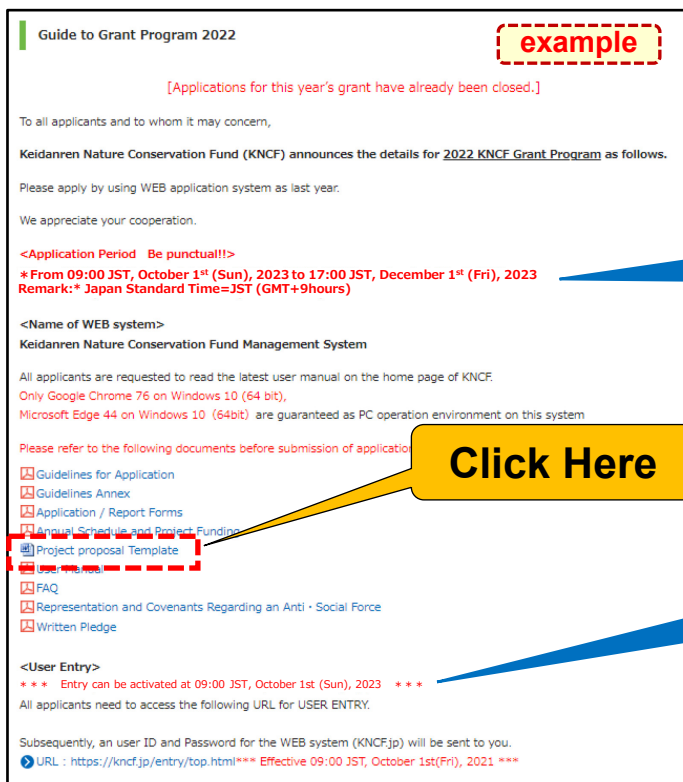 Guide to Grant Program 2022
example
[Applications for this year's grant have already been closed.]
To all applicants and to whom it may concern,
Keidanren Nature Conservation Fund (KNCF) announces the details for 2022 KNCF Grant Program as follows.
Please apply by using WEB application system as last year.
We appreciate your cooperation.
<Application Period Be punctual!!>
*From 09:00 JST, October 1st (Sun), 2023 to 17:00 JST, December 1st (Fri), 2023
Remark:* Japan Standard Time=JST (GMT+9hours)
<Name of WEB system>
Keidanren Nature Conservation Fund Management System
All applicants are requested to read the latest user manual on the home page of KNCF.
Only Google Chrome 76 on Windows 10 (64 bit),
Microsoft Edge 44 on Windows 10 (64bit) are guaranteed as PC operation environment on this system
Please refer to the following documents before submission of application
Click Here
Guidelines for Application
Guidelines Annex
Application / Report Forms
Annual Schedule and Project Funding
Project proposal Template
User Manual
FAQ
Representation and Covenants Regarding an Anti・Social Force
Written Pledge
<User Entry>
* * * Entry can be activated at 09:00 JST, October 1st (Sun), 2023 * * *
All applicants need to access the following URL for USER ENTRY.
Subsequently, an user ID and Password for the WEB system (KNCF.jp) will be sent to you.
URL : https://kncf.jp/entry/top.html*** Effective 09:00 JST, October 1st(Fri), 2021 ***